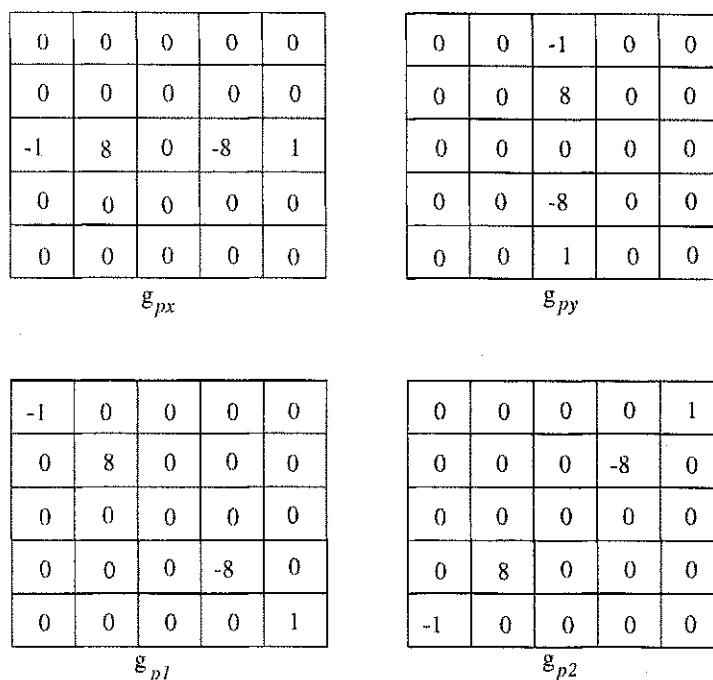 0 0 0 0 0
0 0 0 0 0
-1 8 0 -8 1
0 0 0 0 0
0 0 0 0 0
g_px
0 0 -1 0 0
0 0 8 0 0
0 0 0 0 0
0 0 -8 0 0
0 0 1 0 0
g_py
-1 0 0 0 0
0 8 0 0 0
0 0 0 0 0
0 0 0 -8 0
0 0 0 0 1
g_p1
0 0 0 0 1
0 0 0 -8 0
0 0 0 0 0
0 8 0 0 0
-1 0 0 0 0
g_p2